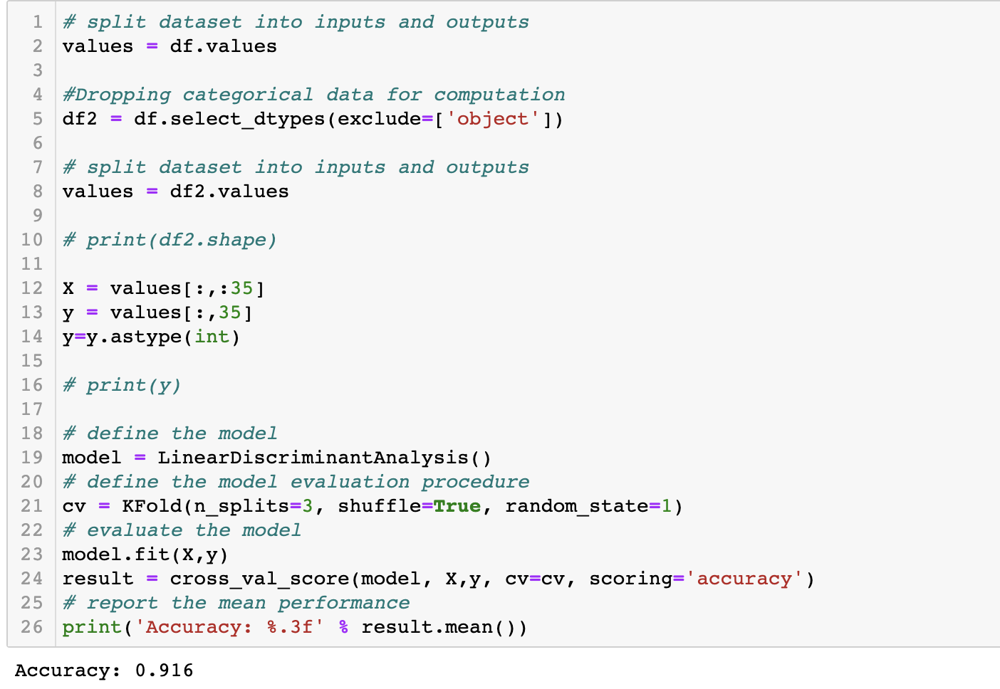 1 # split dataset into inputs and outputs
2 values = df.values
3
4 #Dropping categorical data for computation
5 df2 = df.select_dtypes(exclude=['object'])
6
7 # split dataset into inputs and outputs
8 values = df2.values
9
10 # print(df2.shape)
11
12 X = values[:,:35]
13 y = values[:,35]
14 y=y.astype(int)
15
16 # print(y)
17
18 # define the model
19 model = LinearDiscriminantAnalysis()
20 # define the model evaluation procedure
21 cv = KFold(n_splits=3, shuffle=True, random_state=1)
22 # evaluate the model
23 model.fit(X,y)
24 result = cross_val_score(model, X,y, cv=cv, scoring='accuracy')
25 # report the mean performance
26 print('Accuracy: %.3f' % result.mean())
Accuracy: 0.916